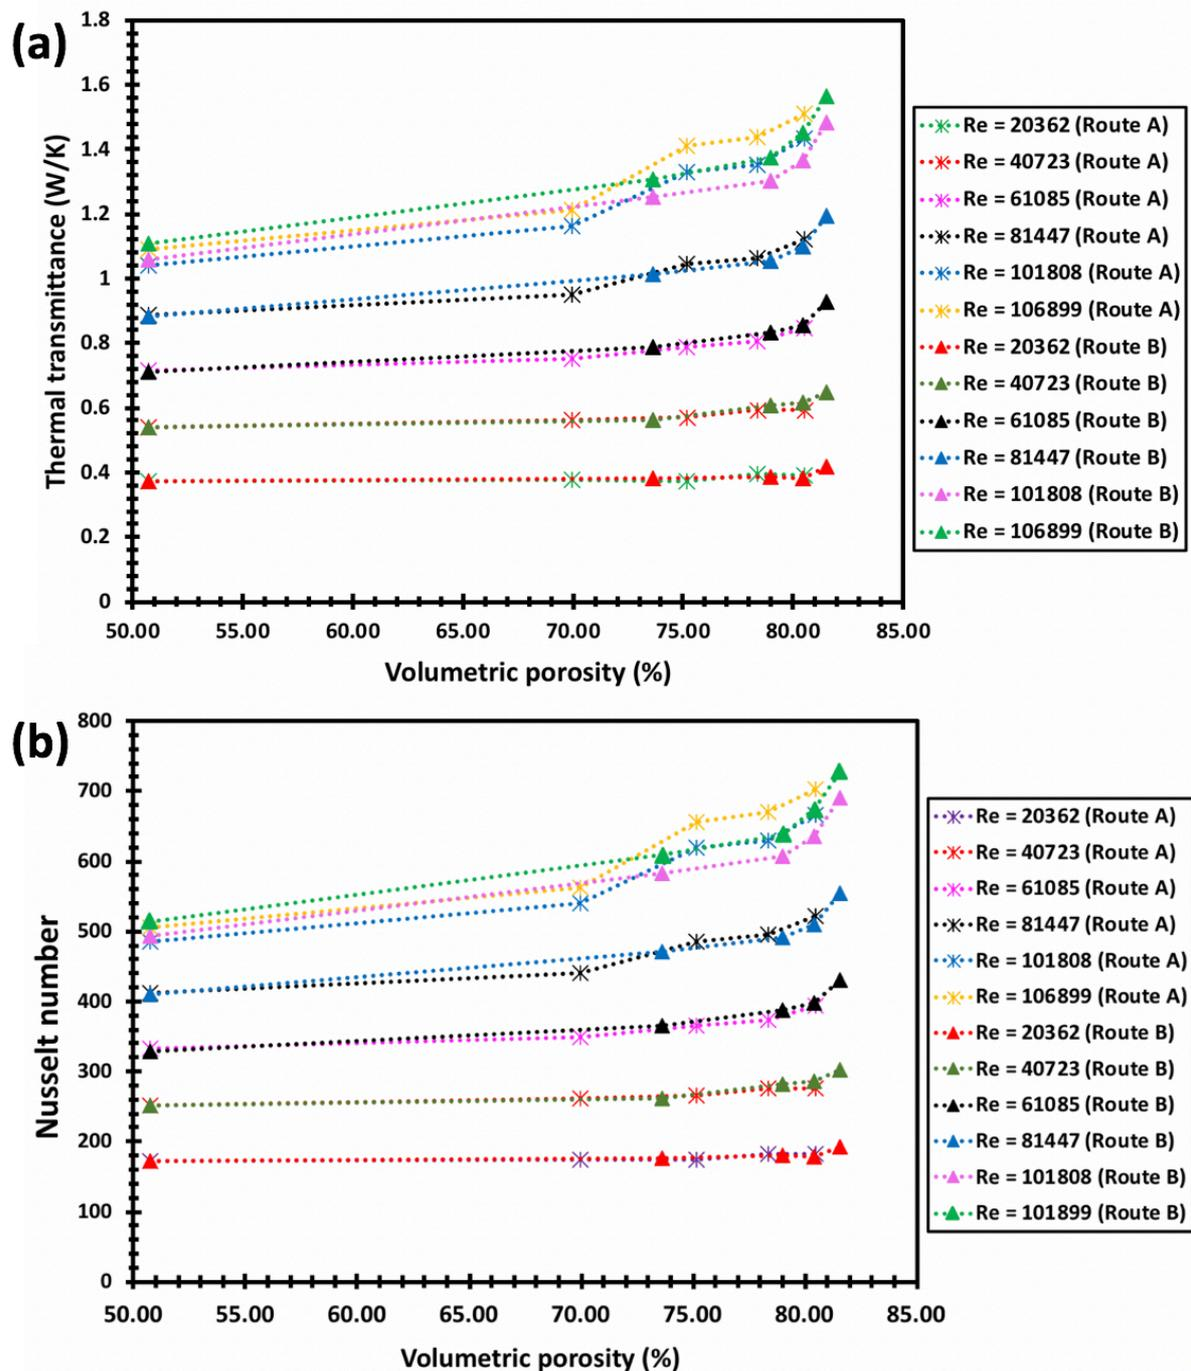 (a)
Thermal transmittance (W/K)
1.8
1.6
1.4
1.2
1
0.8
0.6
0.4
0.2
0
50.00 55.00 60.00 65.00 70.00 75.00 80.00 85.00
Volumetric porosity (%)
Re = 20362 (Route A)
Re = 40723 (Route A)
Re = 61085 (Route A)
Re = 81447 (Route A)
Re = 101808 (Route A)
Re = 106899 (Route A)
Re = 20362 (Route B)
Re = 40723 (Route B)
Re = 61085 (Route B)
Re = 81447 (Route B)
Re = 101808 (Route B)
Re = 106899 (Route B)
(b)
Nusselt number
800
700
600
500
400
300
200
100
0
50.00 55.00 60.00 65.00 70.00 75.00 80.00 85.00
Volumetric porosity (%)
Re = 20362 (Route A)
Re = 40723 (Route A)
Re = 61085 (Route A)
Re = 81447 (Route A)
Re = 101808 (Route A)
Re = 106899 (Route A)
Re = 20362 (Route B)
Re = 40723 (Route B)
Re = 61085 (Route B)
Re = 81447 (Route B)
Re = 101808 (Route B)
Re = 101899 (Route B)